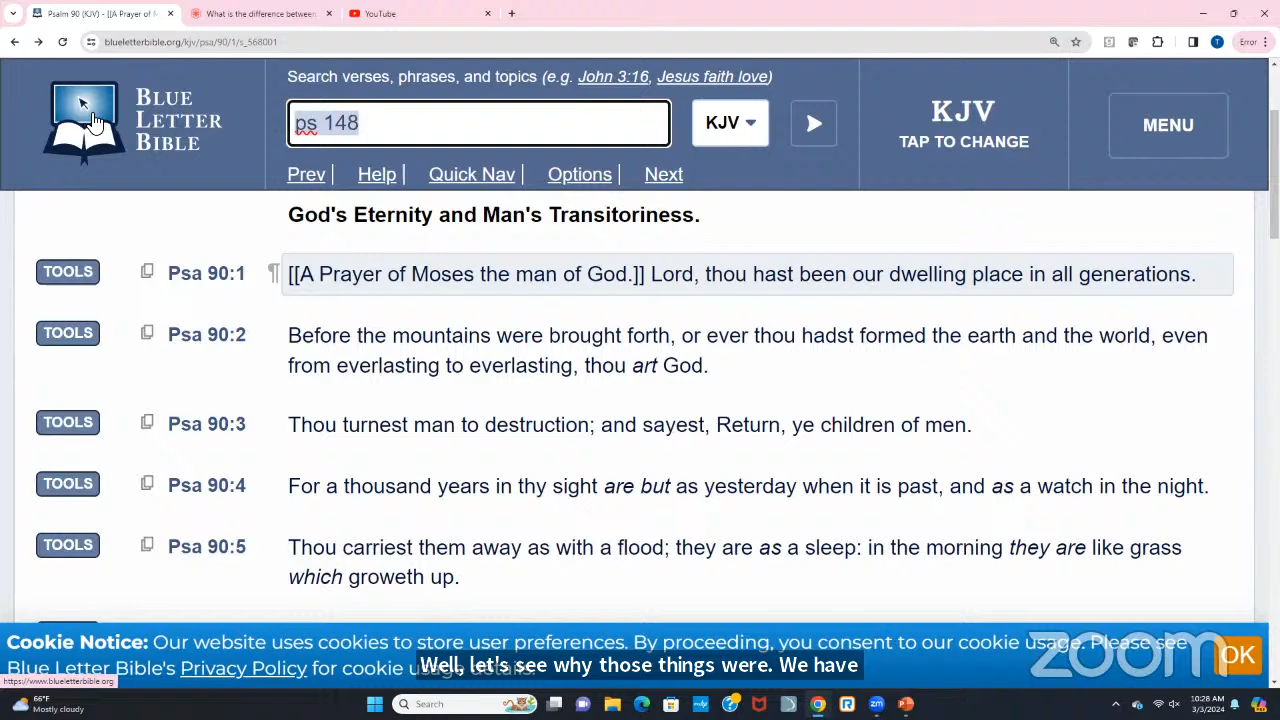 Psalm 90 (KJV) - [[A Prayer of M
What is the difference between
YouTube
blueletterbible.org/kjv/psa/90/1/s_568001
Error
BLUE
LETTER
BIBLE
Search verses, phrases, and topics (e.g. John 3:16, Jesus faith love)
ps 148
KJV
KJV
TAP TO CHANGE
MENU
Prev | Help | Quick Nav | Options | Next
God's Eternity and Man's Transitoriness.
TOOLS Psa 90:1 ¶ [[A Prayer of Moses the man of God.]] Lord, thou hast been our dwelling place in all generations.
TOOLS Psa 90:2 Before the mountains were brought forth, or ever thou hadst formed the earth and the world, even
from everlasting to everlasting, thou art God.
TOOLS Psa 90:3 Thou turnest man to destruction; and sayest, Return, ye children of men.
TOOLS Psa 90:4 For a thousand years in thy sight are but as yesterday when it is past, and as a watch in the night.
TOOLS Psa 90:5 Thou carriest them away as with a flood; they are as a sleep: in the morning they are like grass
which groweth up.
Cookie Notice: Our website uses cookies to store user preferences. By proceeding, you consent to our cookie usage. Please see
Blue Letter Bible's Privacy Policy for cookie usage details.
OK
zoom
Well, let's see why those things were. We have
https://www.blueletterbible.org
66°F
Mostly cloudy
Search
10:28 AM
3/3/2024